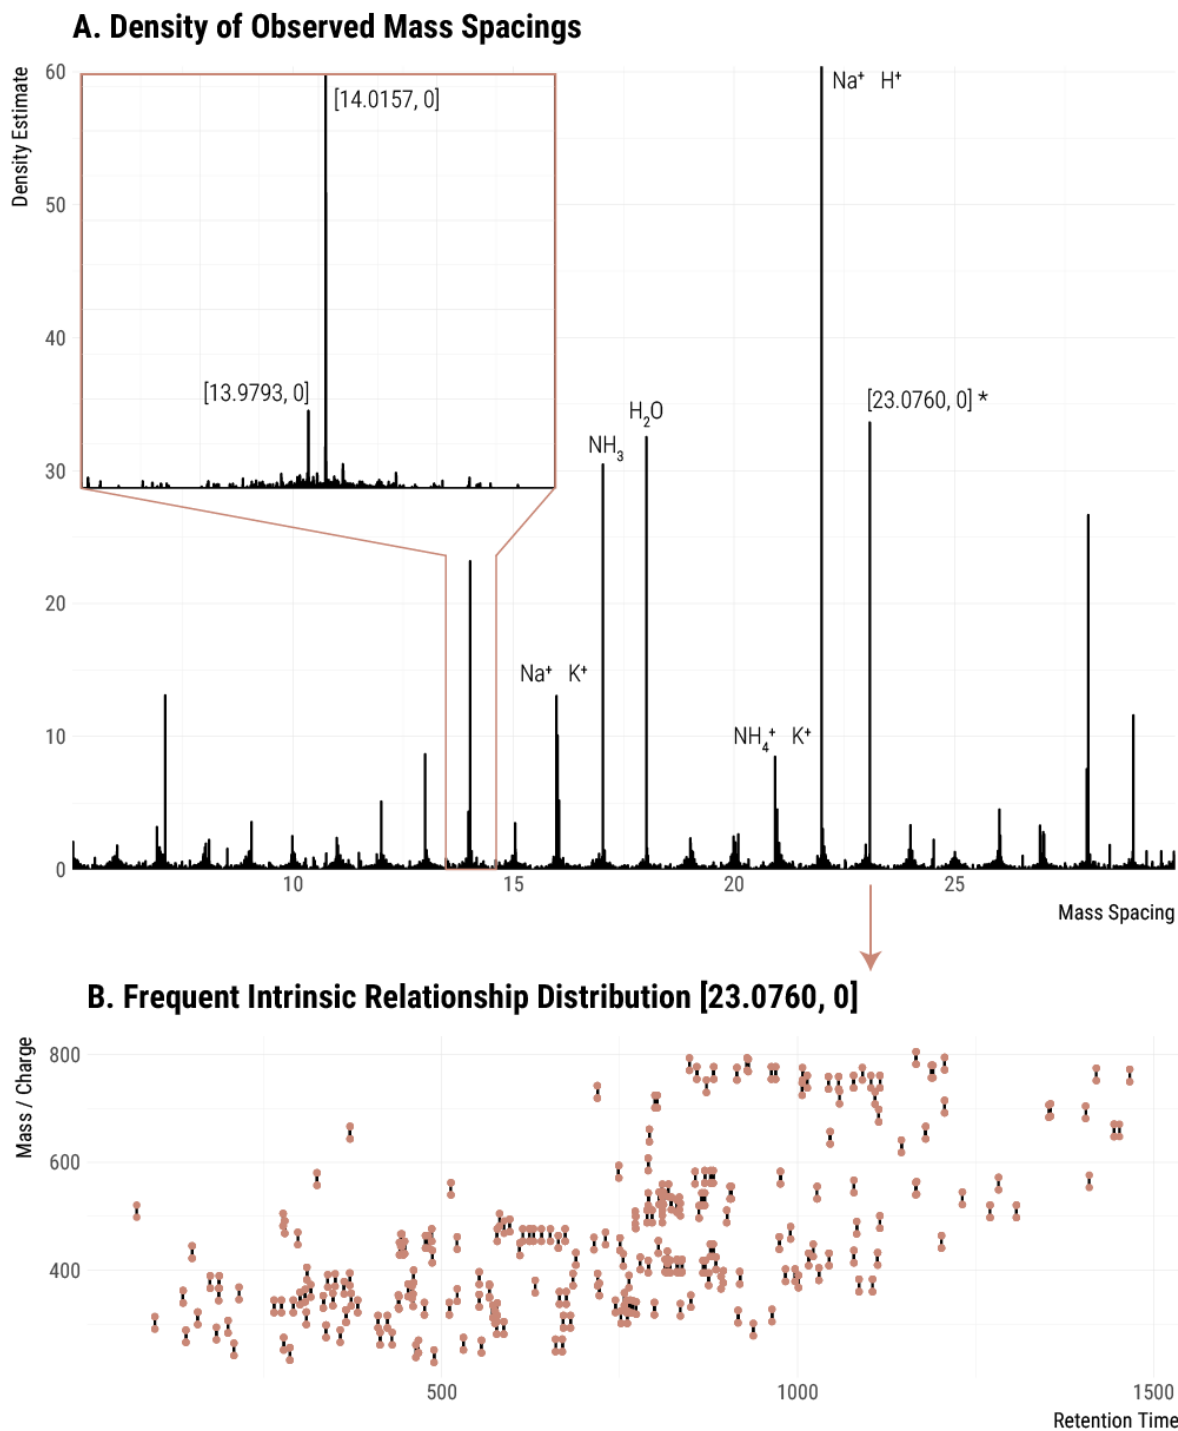 A. Density of Observed Mass Spacings
Density Estimate
60
50
40
30
20
10
0
[14.0157, 0]
[13.9793, 0]
Na⁺ H⁺
[23.0760, 0] *
H₂O
NH₃
Na⁺ K⁺
NH₄⁺ K⁺
10
15
20
25
Mass Spacing
B. Frequent Intrinsic Relationship Distribution [23.0760, 0]
Mass / Charge
800
600
400
500
1000
1500
Retention Time